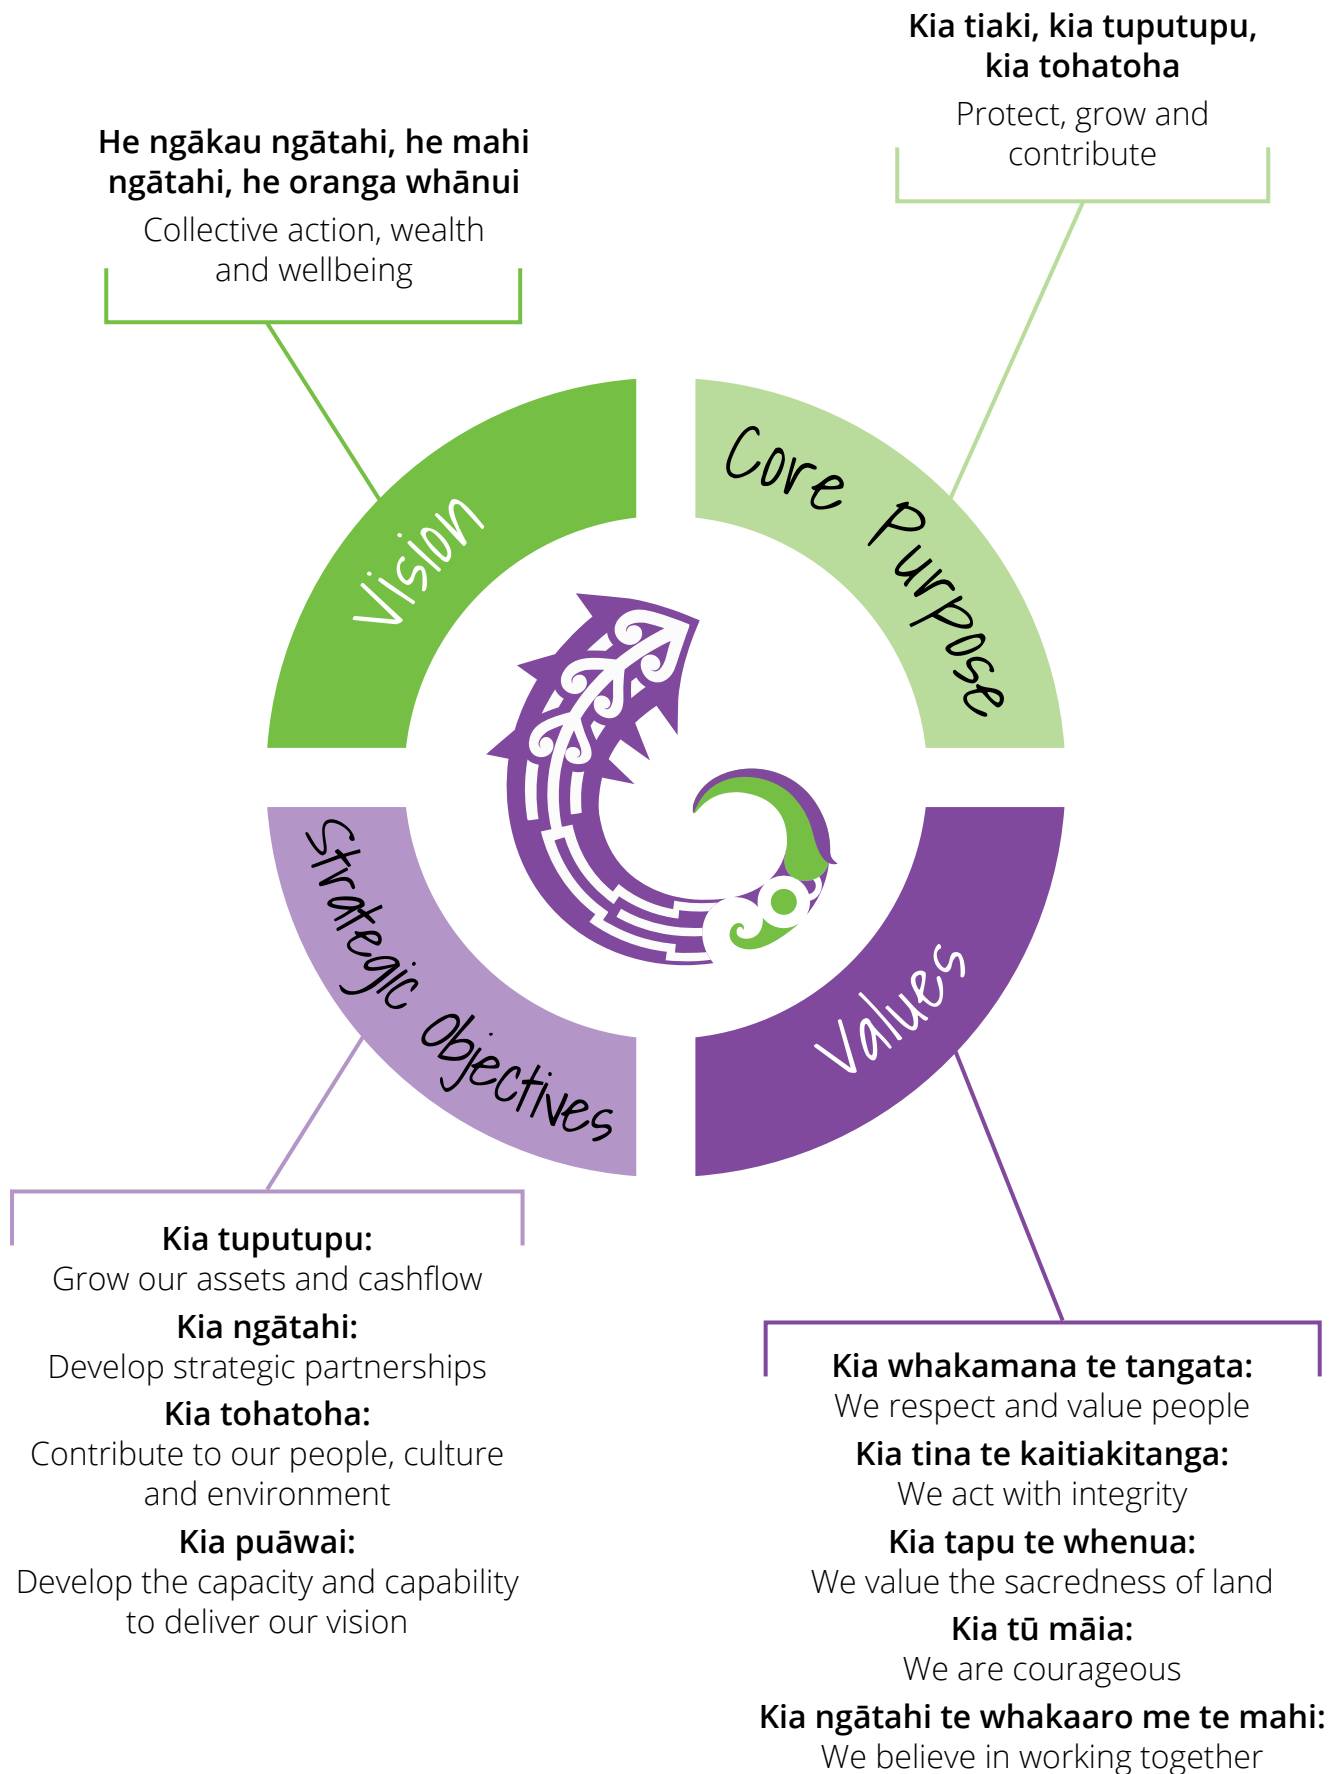 Kia tiaki, kia tuputupu,
kia tohatoha
Protect, grow and
contribute
He ngākau ngātahi, he mahi
ngātahi, he oranga whānui
Collective action, wealth
and wellbeing
Vision
Core Purpose
Strategic Objectives
Values
Kia tuputupu:
Grow our assets and cashflow
Kia ngātahi:
Develop strategic partnerships
Kia tohatoha:
Contribute to our people, culture
and environment
Kia puāwai:
Develop the capacity and capability
to deliver our vision
Kia whakamana te tangata:
We respect and value people
Kia tina te kaitiakitanga:
We act with integrity
Kia tapu te whenua:
We value the sacredness of land
Kia tū māia:
We are courageous
Kia ngātahi te whakaaro me te mahi:
We believe in working together